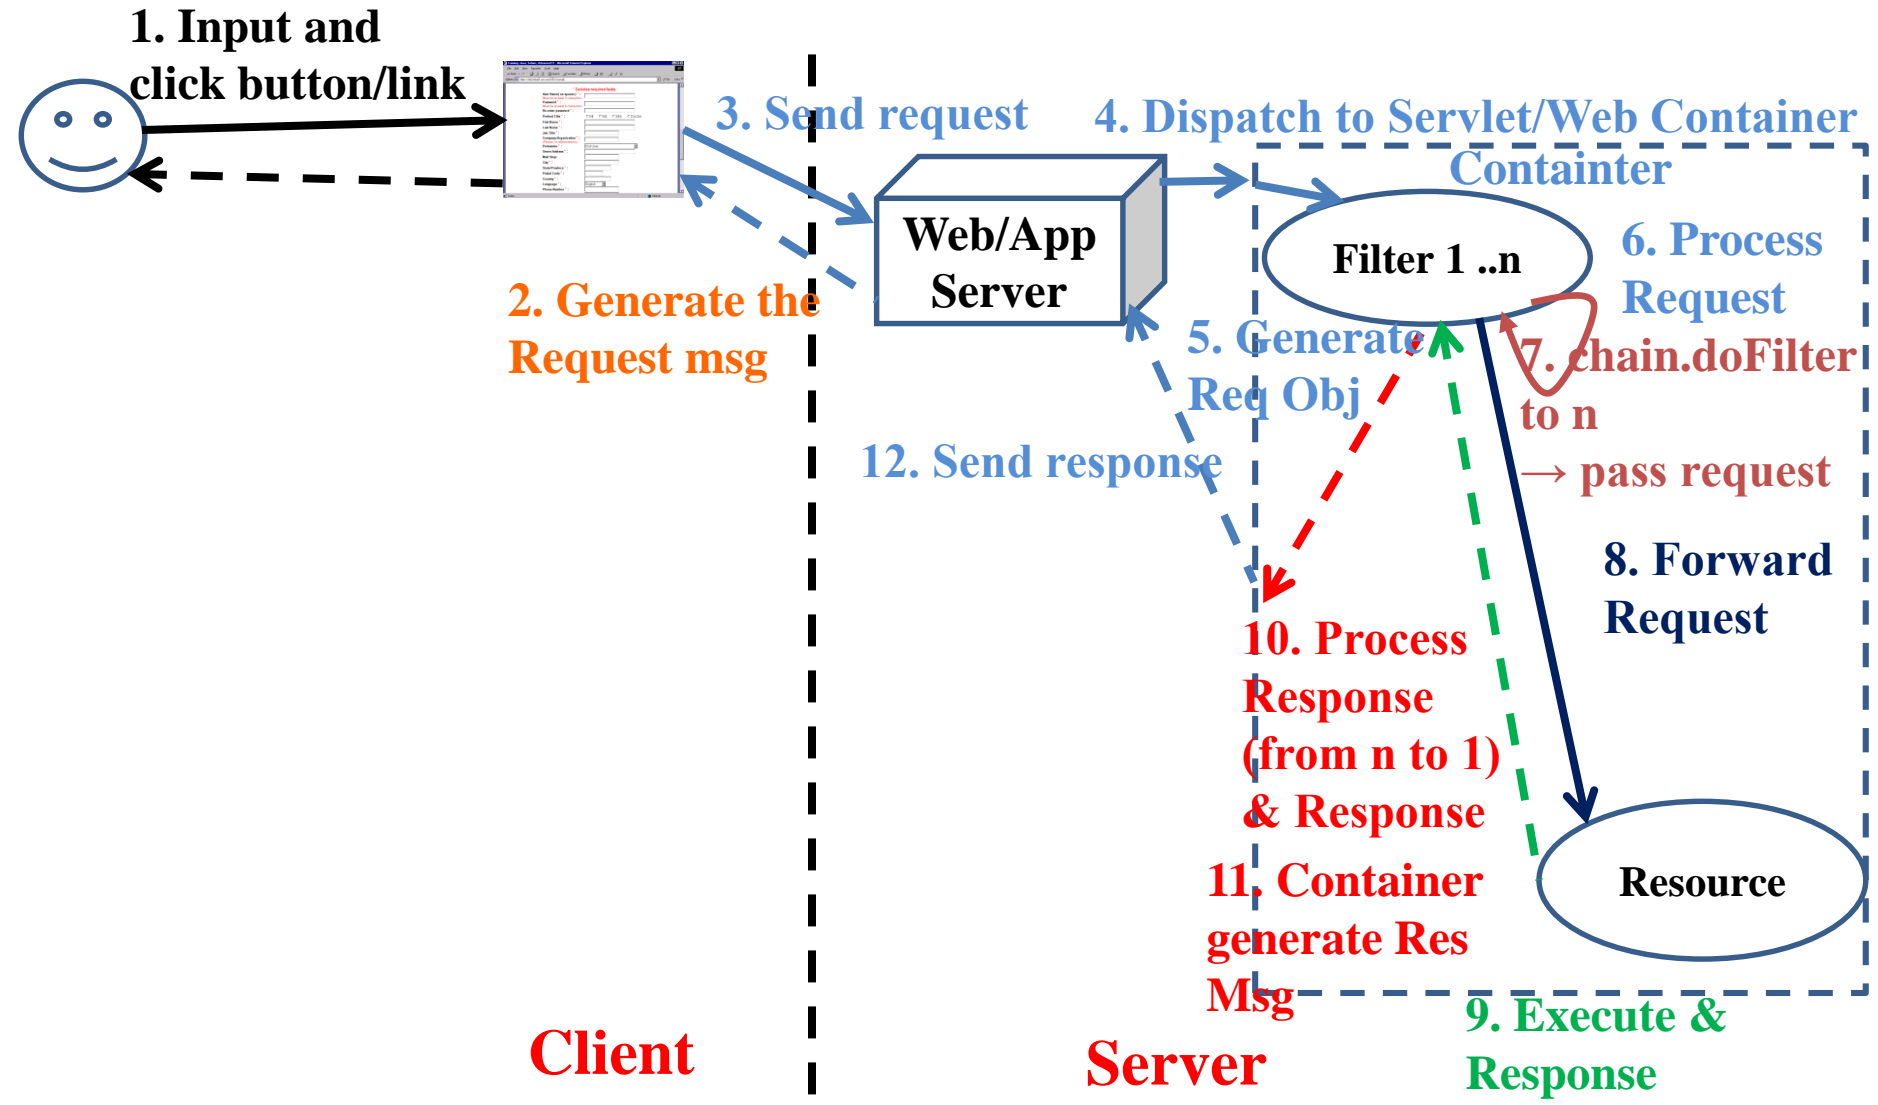 1. Input and
click button/link
3. Send request
4. Dispatch to Servlet/Web Container
Containter
Web/App
Server
Filter 1 ..n
6. Process
Request
2. Generate the
Request msg
5. Generate
Req Obj
7. chain.doFilter
to n
→ pass request
12. Send response
8. Forward
Request
10. Process
Response
(from n to 1)
& Response
11. Container
generate Res
Msg
Resource
9. Execute &
Response
Client
Server